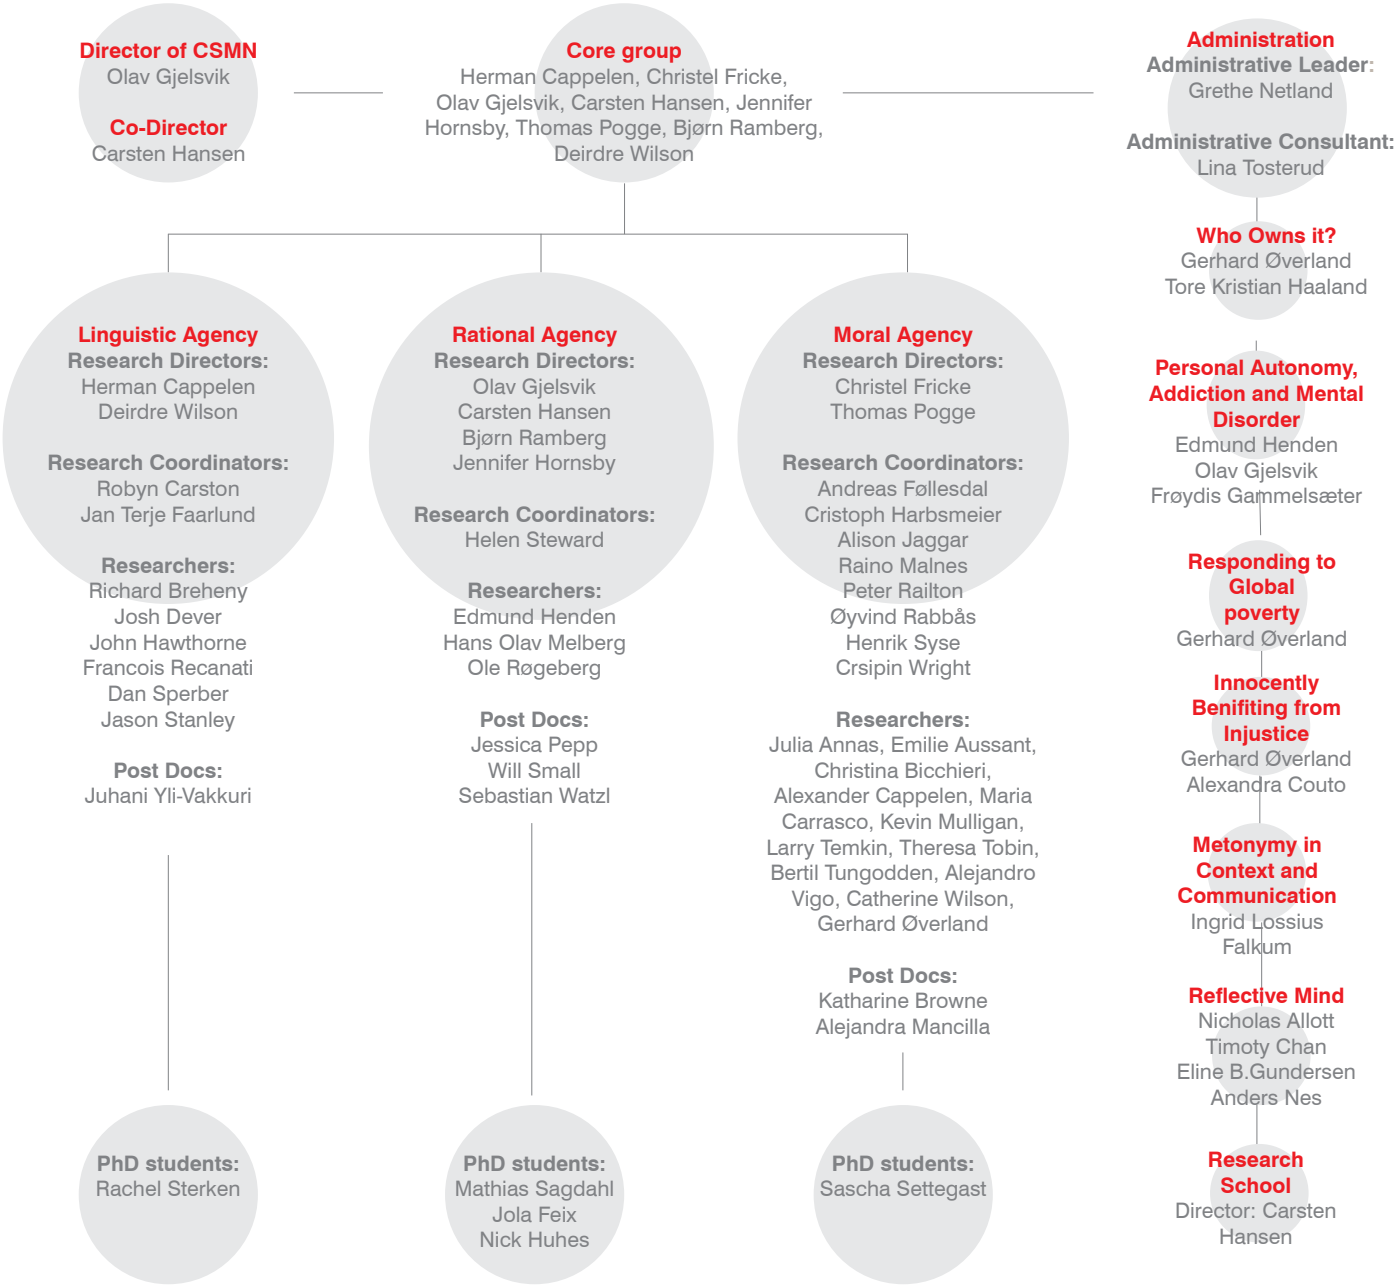 Director of CSMN
Olav Gjelsvik
Co-Director
Carsten Hansen
Core group
Herman Cappelen, Christel Fricke,
Olav Gjelsvik, Carsten Hansen, Jennifer
Hornsby, Thomas Pogge, Bjørn Ramberg,
Deirdre Wilson
Administration
Administrative Leader:
Grethe Netland
Administrative Consultant:
Lina Tosterud
Linguistic Agency
Research Directors:
Herman Cappelen
Deirdre Wilson
Research Coordinators:
Robyn Carston
Jan Terje Faarlund
Researchers:
Richard Breheny
Josh Dever
John Hawthorne
Francois Recanati
Dan Sperber
Jason Stanley
Post Docs:
Juhani Yli-Vakkuri
PhD students:
Rachel Sterken
Rational Agency
Research Directors:
Olav Gjelsvik
Carsten Hansen
Bjørn Ramberg
Jennifer Hornsby
Research Coordinators:
Helen Steward
Researchers:
Edmund Henden
Hans Olav Melberg
Ole Røgeberg
Post Docs:
Jessica Pepp
Will Small
Sebastian Watzl
PhD students:
Mathias Sagdahl
Jola Feix
Nick Huhes
Moral Agency
Research Directors:
Christel Fricke
Thomas Pogge
Research Coordinators:
Andreas Føllesdal
Cristoph Harbsmeier
Alison Jaggar
Raino Malnes
Peter Railton
Øyvind Rabbås
Henrik Syse
Crsipin Wright
Researchers:
Julia Annas, Emilie Aussant,
Christina Bicchieri,
Alexander Cappelen, Maria
Carrasco, Kevin Mulligan,
Larry Temkin, Theresa Tobin,
Bertil Tungodden, Alejandro
Vigo, Catherine Wilson,
Gerhard Øverland
Post Docs:
Katharine Browne
Alejandra Mancilla
PhD students:
Sascha Settegast
Who Owns it?
Gerhard Øverland
Tore Kristian Haaland
Personal Autonomy,
Addiction and Mental
Disorder
Edmund Henden
Olav Gjelsvik
Frøydis Gammelsæter
Responding to
Global
poverty
Gerhard Øverland
Innocently
Benifiting from
Injustice
Gerhard Øverland
Alexandra Couto
Metonymy in
Context and
Communication
Ingrid Lossius
Falkum
Reflective Mind
Nicholas Allott
Timoty Chan
Eline B.Gundersen
Anders Nes
Research
School
Director: Carsten
Hansen